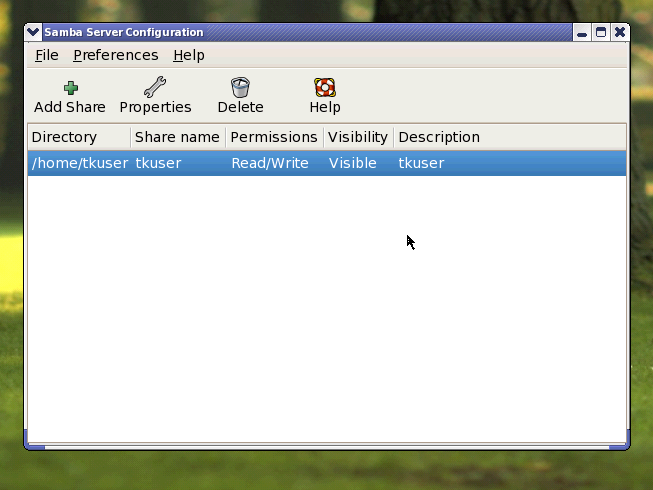 Samba Server Configuration
File Preferences Help
Add Share Properties Delete Help
Directory Share name Permissions Visibility Description
/home/tkuser tkuser Read/Write Visible tkuser